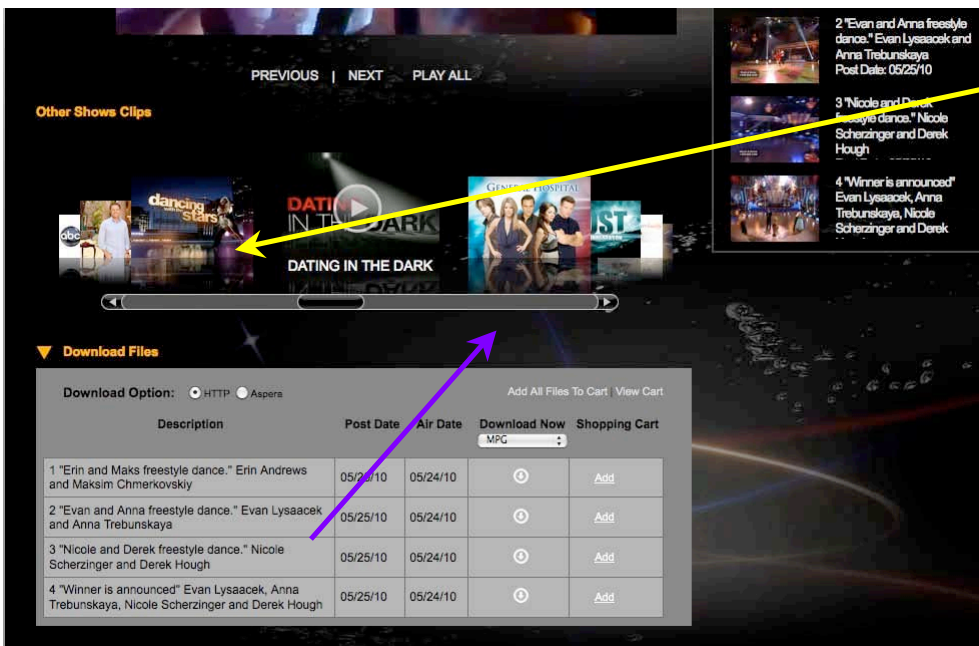 2 "Evan and Anna freestyle
dance." Evan Lysaacek and
Anna Trebunskaya
Post Date: 05/25/10
PREVIOUS | NEXT PLAY ALL
3 "Nicole and Derek
freestyle dance." Nicole
Scherzinger and Derek
Hough
4 "Winner is announced"
Evan Lysaacek, Anna
Trebunskaya, Nicole
Scherzinger and Derek
Other Shows Clips
abc
dancing
with the
stars
DATING
IN THE DARK
GENERAL HOSPITAL
DATING IN THE DARK
Download Files
Download Option: HTTP Aspera
Add All Files To Cart | View Cart
Description Post Date Air Date Download Now Shopping Cart
MPG
1 "Erin and Maks freestyle dance." Erin Andrews
and Maksim Chmerkovskiy
05/25/10 05/24/10 Add
2 "Evan and Anna freestyle dance." Evan Lysaacek
and Anna Trebunskaya
05/25/10 05/24/10 Add
3 "Nicole and Derek freestyle dance." Nicole
Scherzinger and Derek Hough
05/25/10 05/24/10 Add
4 "Winner is announced" Evan Lysaacek, Anna
Trebunskaya, Nicole Scherzinger and Derek Hough
05/25/10 05/24/10 Add